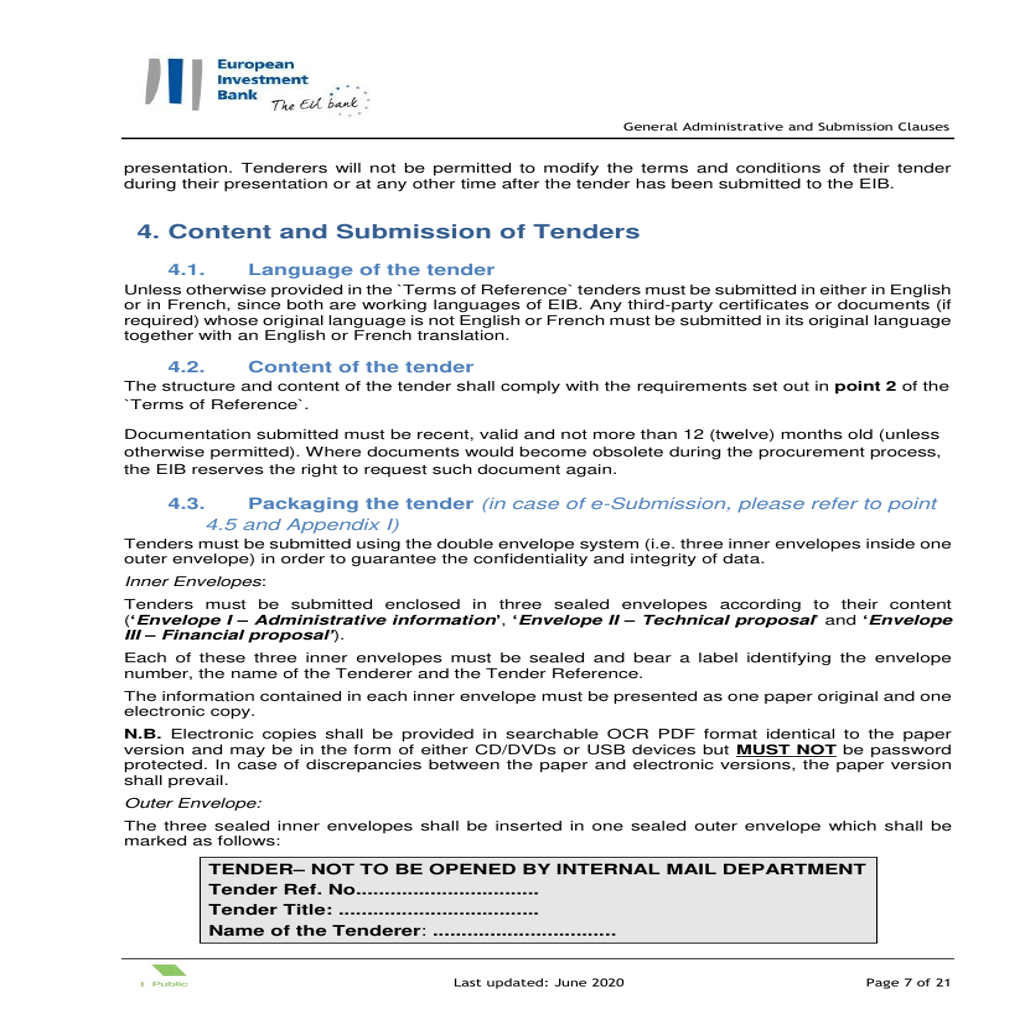 European
Investment
Bank The EU bank
General Administrative and Submission Clauses
presentation. Tenderers will not be permitted to modify the terms and conditions of their tender
during their presentation or at any other time after the tender has been submitted to the EIB.
4. Content and Submission of Tenders
4.1. Language of the tender
Unless otherwise provided in the `Terms of Reference` tenders must be submitted in either in English
or in French, since both are working languages of EIB. Any third-party certificates or documents (if
required) whose original language is not English or French must be submitted in its original language
together with an English or French translation.
4.2. Content of the tender
The structure and content of the tender shall comply with the requirements set out in point 2 of the
`Terms of Reference`.
Documentation submitted must be recent, valid and not more than 12 (twelve) months old (unless
otherwise permitted). Where documents would become obsolete during the procurement process,
the EIB reserves the right to request such document again.
4.3. Packaging the tender (in case of e-Submission, please refer to point
4.5 and Appendix I)
Tenders must be submitted using the double envelope system (i.e. three inner envelopes inside one
outer envelope) in order to guarantee the confidentiality and integrity of data.
Inner Envelopes:
Tenders must be submitted enclosed in three sealed envelopes according to their content
(‘Envelope I – Administrative information’, ‘Envelope II – Technical proposal’ and ‘Envelope
III – Financial proposal’).
Each of these three inner envelopes must be sealed and bear a label identifying the envelope
number, the name of the Tenderer and the Tender Reference.
The information contained in each inner envelope must be presented as one paper original and one
electronic copy.
N.B. Electronic copies shall be provided in searchable OCR PDF format identical to the paper
version and may be in the form of either CD/DVDs or USB devices but MUST NOT be password
protected. In case of discrepancies between the paper and electronic versions, the paper version
shall prevail.
Outer Envelope:
The three sealed inner envelopes shall be inserted in one sealed outer envelope which shall be
marked as follows:
TENDER– NOT TO BE OPENED BY INTERNAL MAIL DEPARTMENT
Tender Ref. No................................
Tender Title: ...................................
Name of the Tenderer: ................................
I Public
Last updated: June 2020
Page 7 of 21